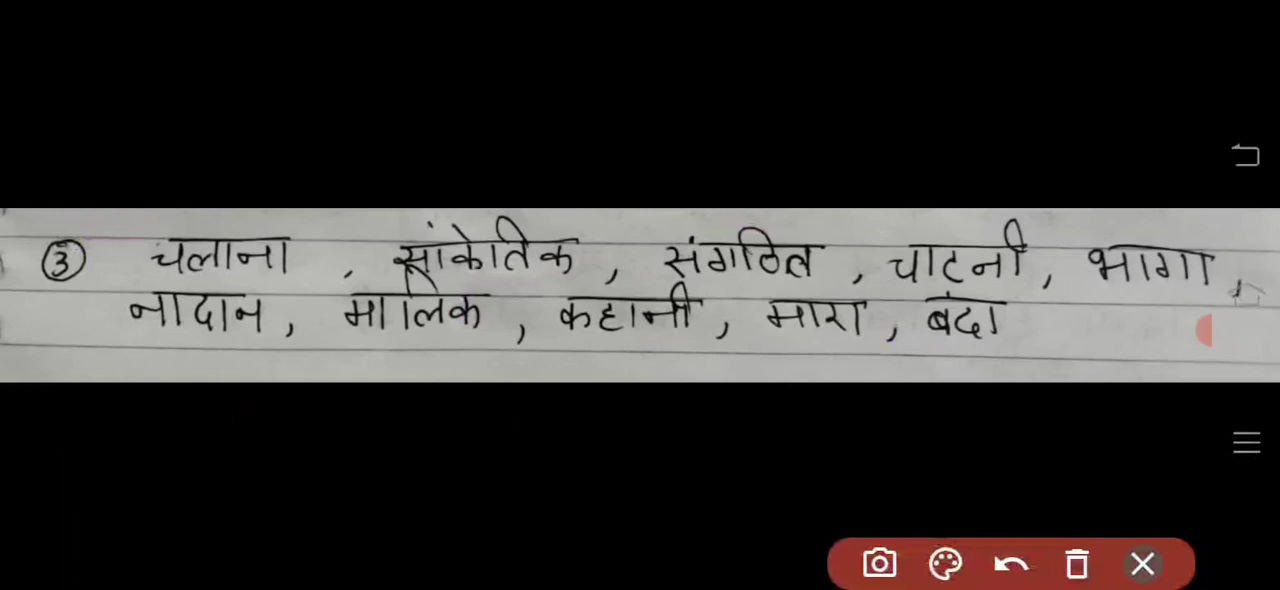 ③ चलाना, सांकेतिक, संगठित, चाटनी, भागा,
नादान, मालिक, कहानी, मारा, बंदा